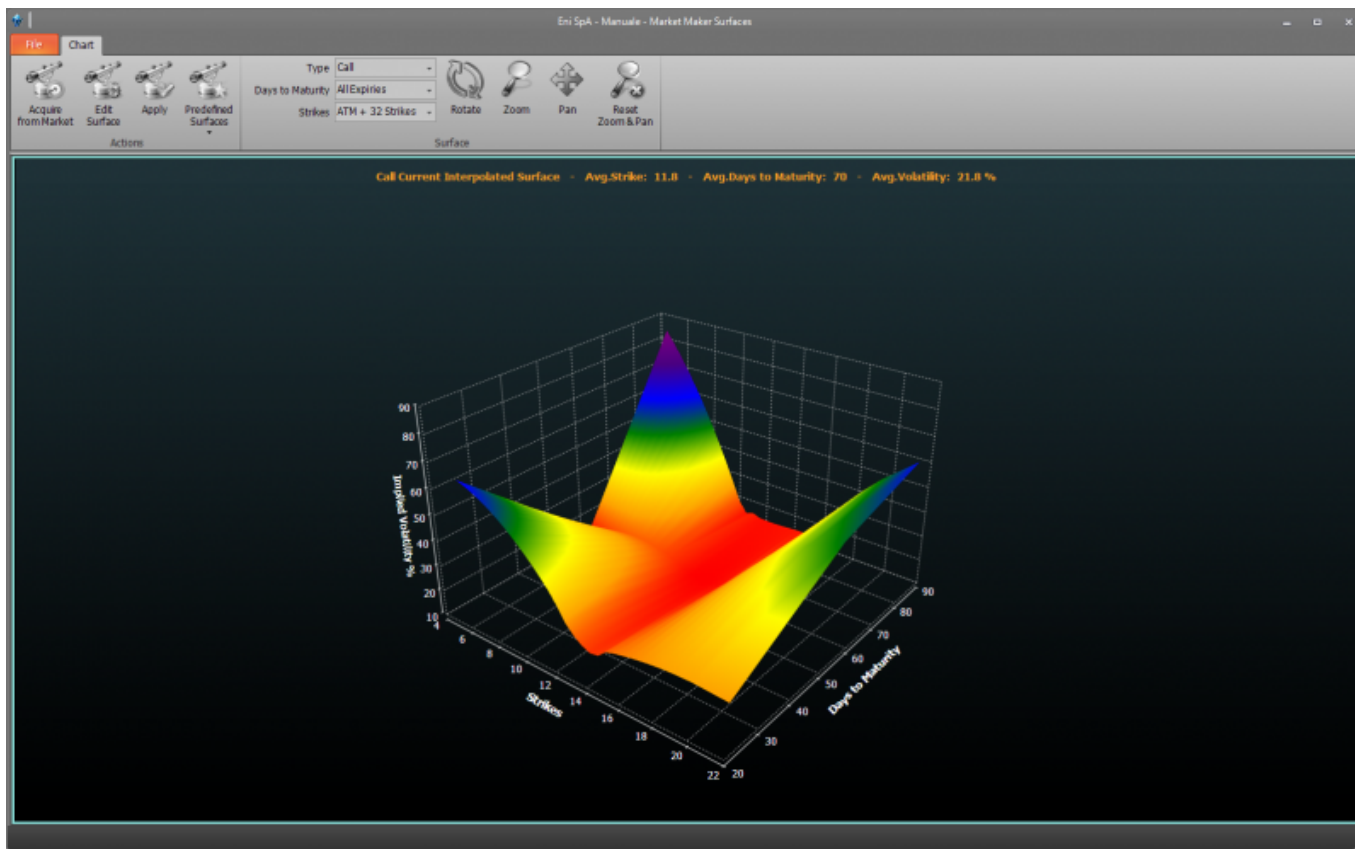 Eni SpA - Manuale - Market Maker Surfaces
File Chart
Type Call
Days to Maturity All Expiries
Strikes ATM + 32 Strikes
Acquire from Market
Edit Surface
Apply
Predefined Surfaces
Rotate
Zoom
Pan
Reset Zoom & Pan
Actions
Surface
Call Current Interpolated Surface - Avg.Strike: 11.8 - Avg.Days to Maturity: 70 - Avg.Volatility: 21.8 %
90
80
70
60
50
40
30
20
10
Implied Volatility %
4
6
8
10
12
14
16
18
20
22
Strikes
20
30
40
50
60
70
80
90
Days to Maturity